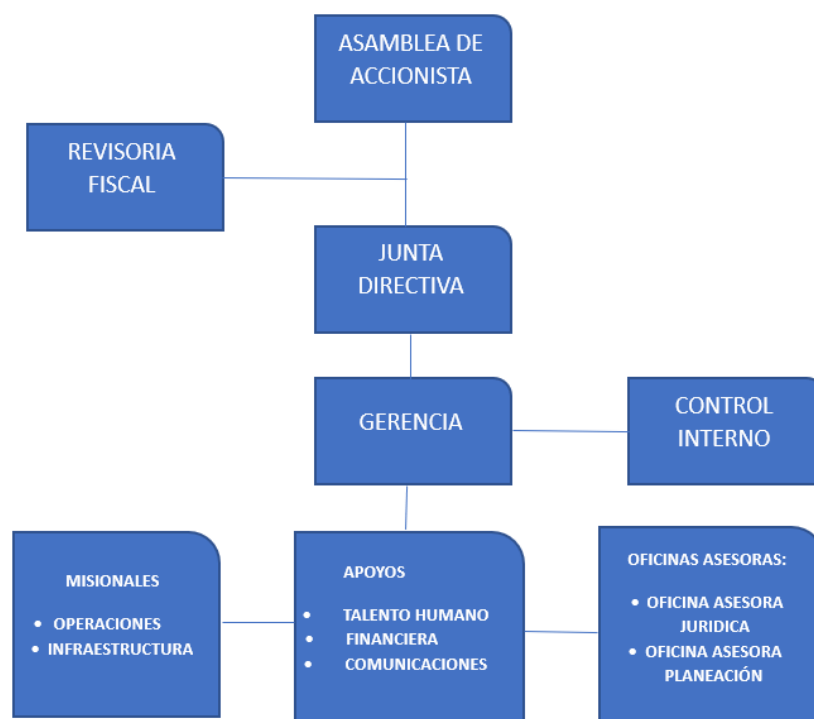 ASAMBLEA DE
ACCIONISTA
REVISORIA
FISCAL
JUNTA
DIRECTIVA
GERENCIA
CONTROL
INTERNO
MISIONALES
• OPERACIONES
• INFRAESTRUCTURA
APOYOS
• TALENTO HUMANO
• FINANCIERA
• COMUNICACIONES
OFICINAS ASESORAS:
• OFICINA ASESORA
JURIDICA
• OFICINA ASESORA
PLANEACIÓN